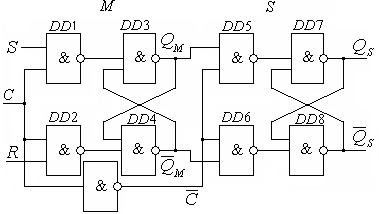 M S
DD1 DD3 DD5 DD7
S & & Q_M & & Q_S
C
DD2 DD4 DD6 DD8
R & & Q̅_M & & Q̅_S
& C̅